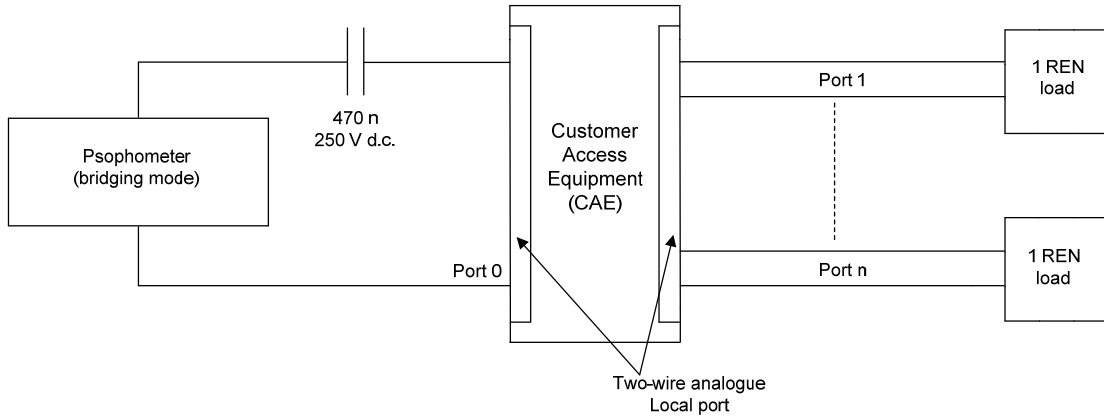 470 n
250 V d.c.
Psophometer
(bridging mode)
Port 0
Customer
Access
Equipment
(CAE)
Port 1
1 REN
load
Port n
1 REN
load
Two-wire analogue
Local port